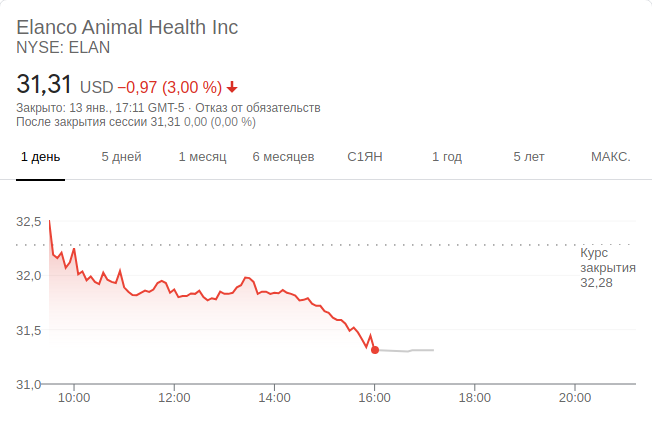 Elanco Animal Health Inc
NYSE: ELAN
31,31 USD −0,97 (3,00 %)
Закрыто: 13 янв., 17:11 GMT-5 · Отказ от обязательств
После закрытия сессии 31,31 0,00 (0,00 %)
1 день 5 дней 1 месяц 6 месяцев С1ЯН 1 год 5 лет МАКС.
32,5
Курс
закрытия
32,28
32,0
31,5
31,0
10:00 12:00 14:00 16:00 18:00 20:00